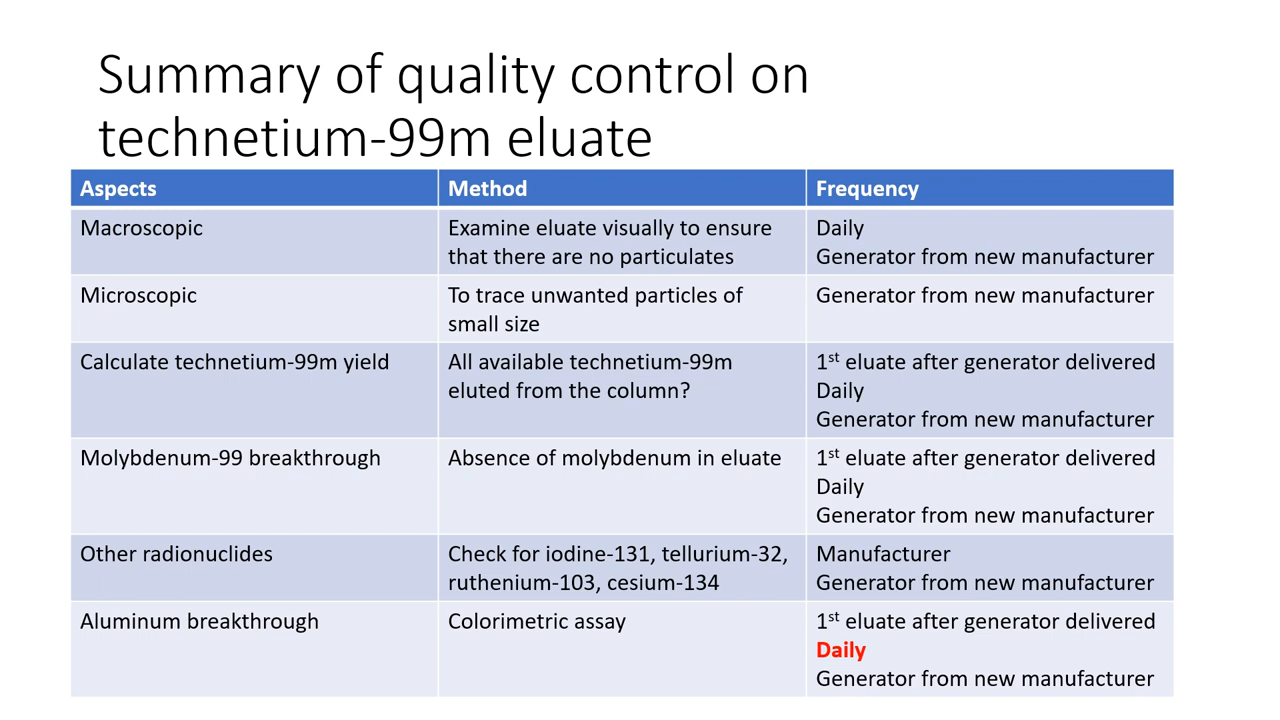 Summary of quality control on
technetium-99m eluate
Aspects
Method
Frequency
Macroscopic
Examine eluate visually to ensure
that there are no particulates
Daily
Generator from new manufacturer
Microscopic
To trace unwanted particles of
small size
Generator from new manufacturer
Calculate technetium-99m yield
All available technetium-99m
eluted from the column?
1st eluate after generator delivered
Daily
Generator from new manufacturer
Molybdenum-99 breakthrough
Absence of molybdenum in eluate
1st eluate after generator delivered
Daily
Generator from new manufacturer
Other radionuclides
Check for iodine-131, tellurium-32,
ruthenium-103, cesium-134
Manufacturer
Generator from new manufacturer
Aluminum breakthrough
Colorimetric assay
1st eluate after generator delivered
Daily
Generator from new manufacturer